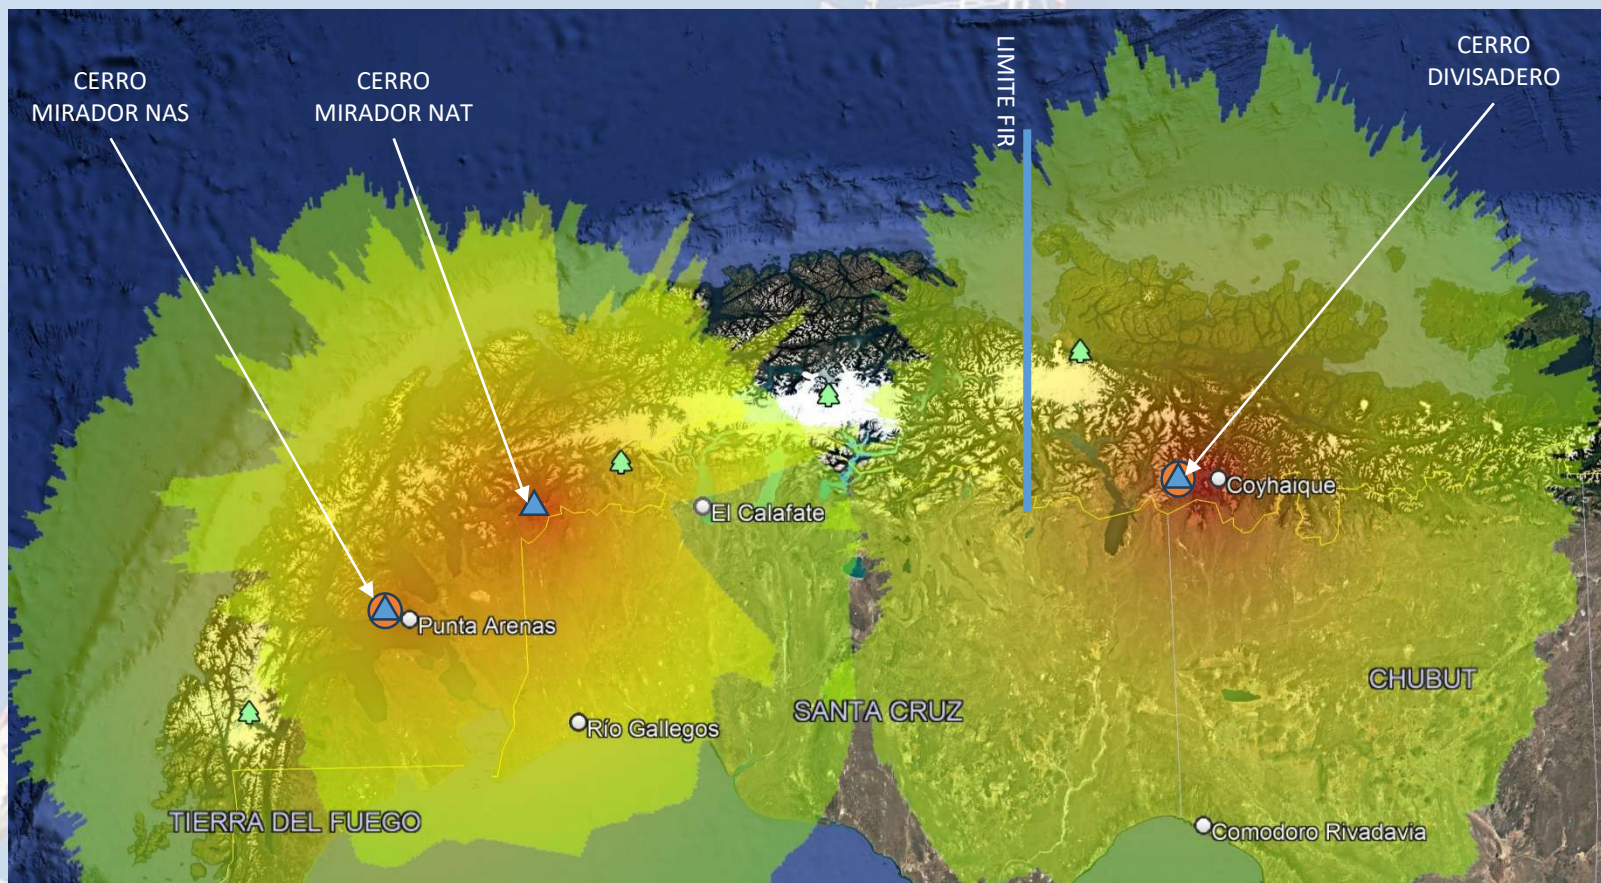 CERRO
MIRADOR NAS
CERRO
MIRADOR NAT
LIMITE FIR
CERRO
DIVISADERO
Coyhaique
El Calafate
Punta Arenas
CHUBUT
SANTA CRUZ
Río Gallegos
TIERRA DEL FUEGO
Comodoro Rivadavia